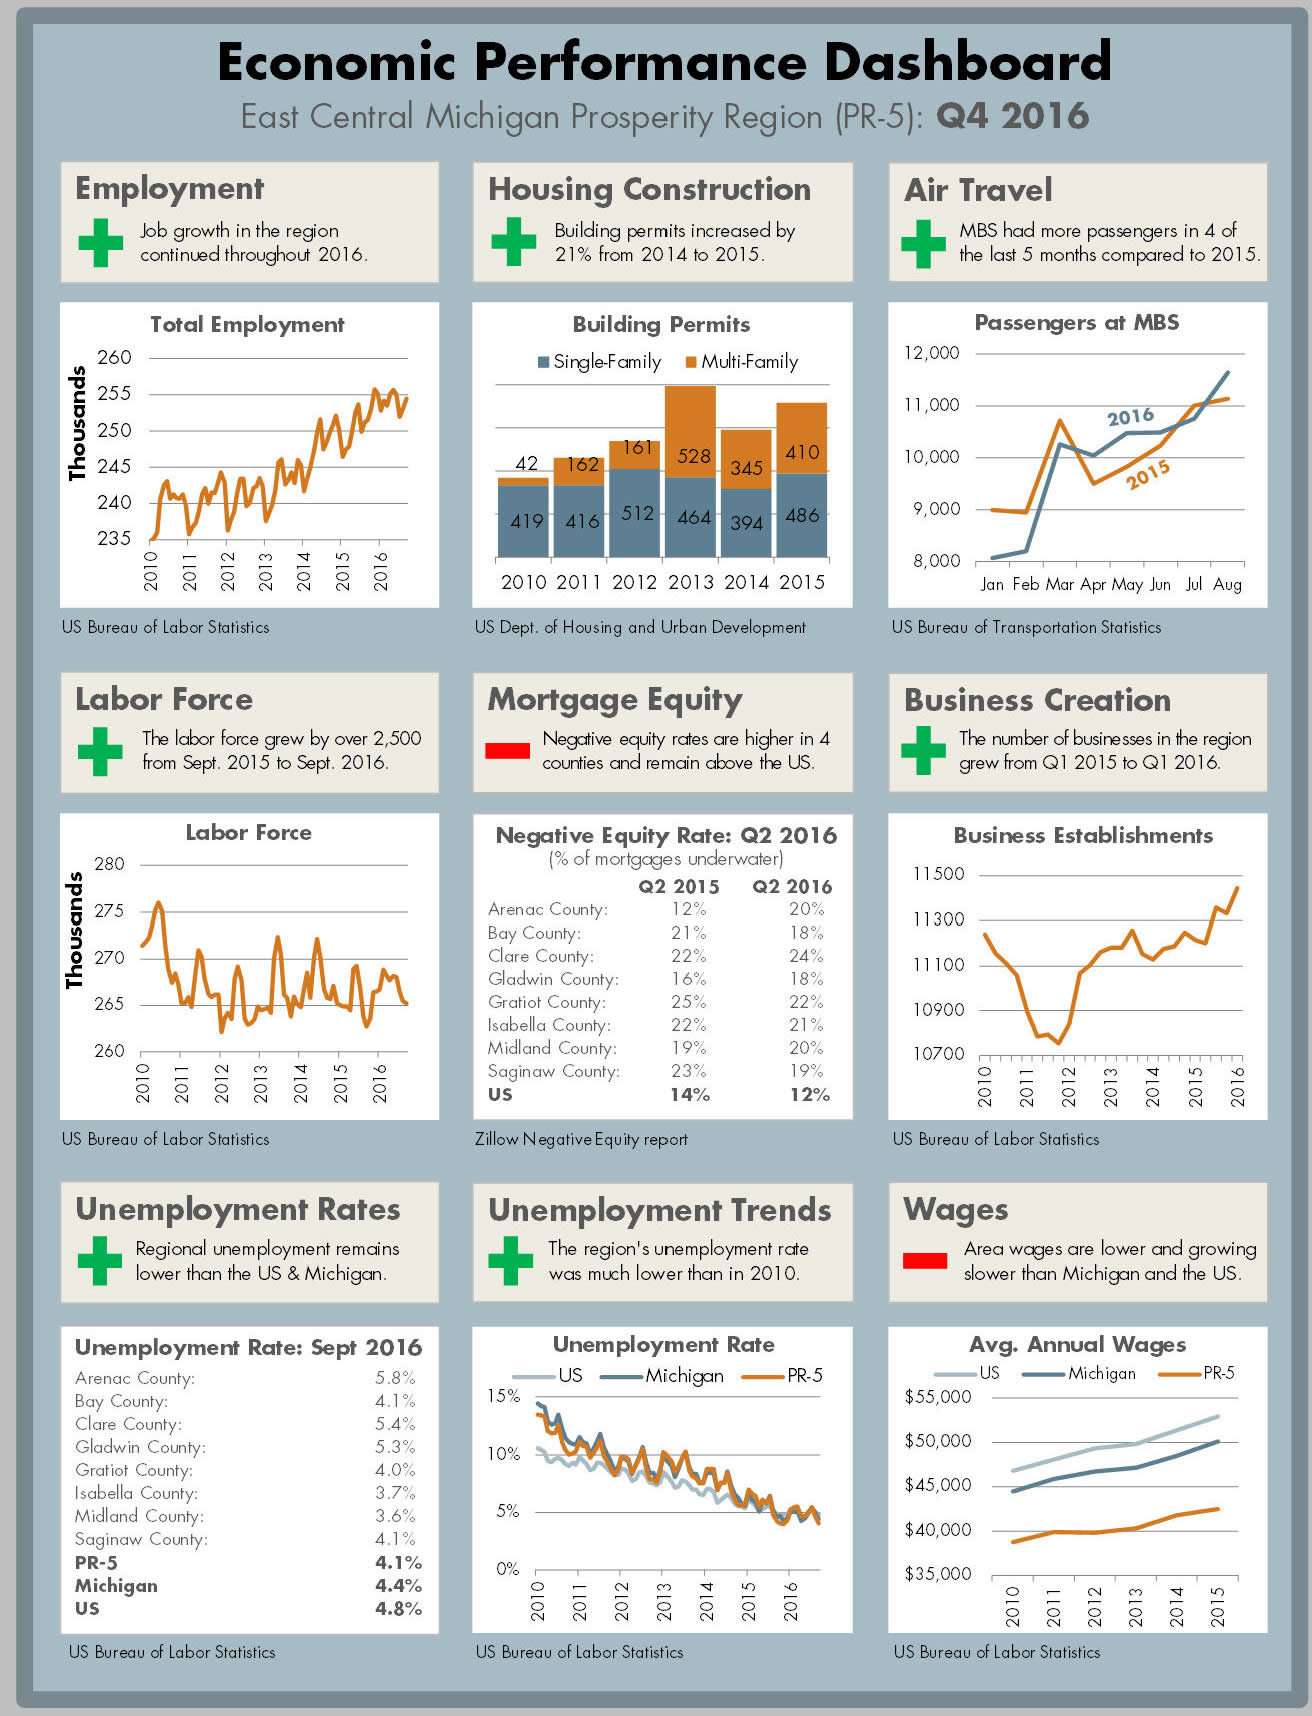 Economic Performance Dashboard
East Central Michigan Prosperity Region (PR-5): Q4 2016
Employment
Job growth in the region
continued throughout 2016.
Total Employment
Thousands
260
255
250
245
240
235
2010 2011 2012 2013 2014 2015 2016
US Bureau of Labor Statistics
Housing Construction
Building permits increased by
21% from 2014 to 2015.
Building Permits
Single-Family Multi-Family
42 162 161 528 345 410
419 416 512 464 394 486
2010 2011 2012 2013 2014 2015
US Dept. of Housing and Urban Development
Air Travel
MBS had more passengers in 4 of
the last 5 months compared to 2015.
Passengers at MBS
12,000
11,000
10,000
9,000
8,000
2016
2015
Jan Feb Mar Apr May Jun Jul Aug
US Bureau of Transportation Statistics
Labor Force
The labor force grew by over 2,500
from Sept. 2015 to Sept. 2016.
Labor Force
Thousands
280
275
270
265
260
2010 2011 2012 2013 2014 2015 2016
US Bureau of Labor Statistics
Mortgage Equity
Negative equity rates are higher in 4
counties and remain above the US.
Negative Equity Rate: Q2 2016
(% of mortgages underwater)
Q2 2015 Q2 2016
Arenac County: 12% 20%
Bay County: 21% 18%
Clare County: 22% 24%
Gladwin County: 16% 18%
Gratiot County: 25% 22%
Isabella County: 22% 21%
Midland County: 19% 20%
Saginaw County: 23% 19%
US 14% 12%
Zillow Negative Equity report
Business Creation
The number of businesses in the region
grew from Q1 2015 to Q1 2016.
Business Establishments
11500
11300
11100
10900
10700
2010 2011 2012 2013 2014 2015 2016
US Bureau of Labor Statistics
Unemployment Rates
Regional unemployment remains
lower than the US & Michigan.
Unemployment Rate: Sept 2016
Arenac County: 5.8%
Bay County: 4.1%
Clare County: 5.4%
Gladwin County: 5.3%
Gratiot County: 4.0%
Isabella County: 3.7%
Midland County: 3.6%
Saginaw County: 4.1%
PR-5 4.1%
Michigan 4.4%
US 4.8%
US Bureau of Labor Statistics
Unemployment Trends
The region's unemployment rate
was much lower than in 2010.
Unemployment Rate
US Michigan PR-5
15%
10%
5%
0%
2010 2011 2012 2013 2014 2015 2016
US Bureau of Labor Statistics
Wages
Area wages are lower and growing
slower than Michigan and the US.
Avg. Annual Wages
US Michigan PR-5
$55,000
$50,000
$45,000
$40,000
$35,000
2010 2011 2012 2013 2014 2015
US Bureau of Labor Statistics